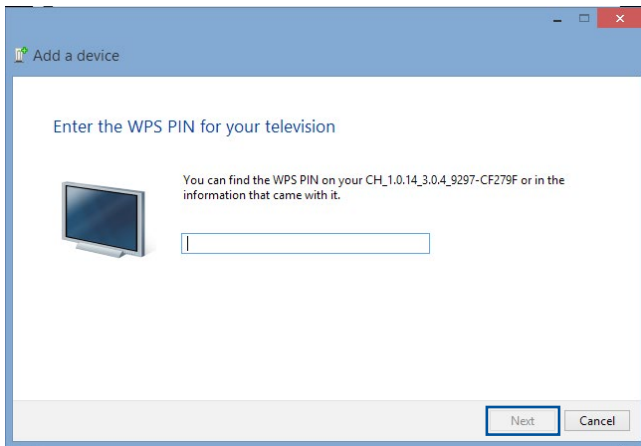 Add a device
Enter the WPS PIN for your television
You can find the WPS PIN on your CH_1.0.14_3.0.4_9297-CF279F or in the
information that came with it.
Next
Cancel